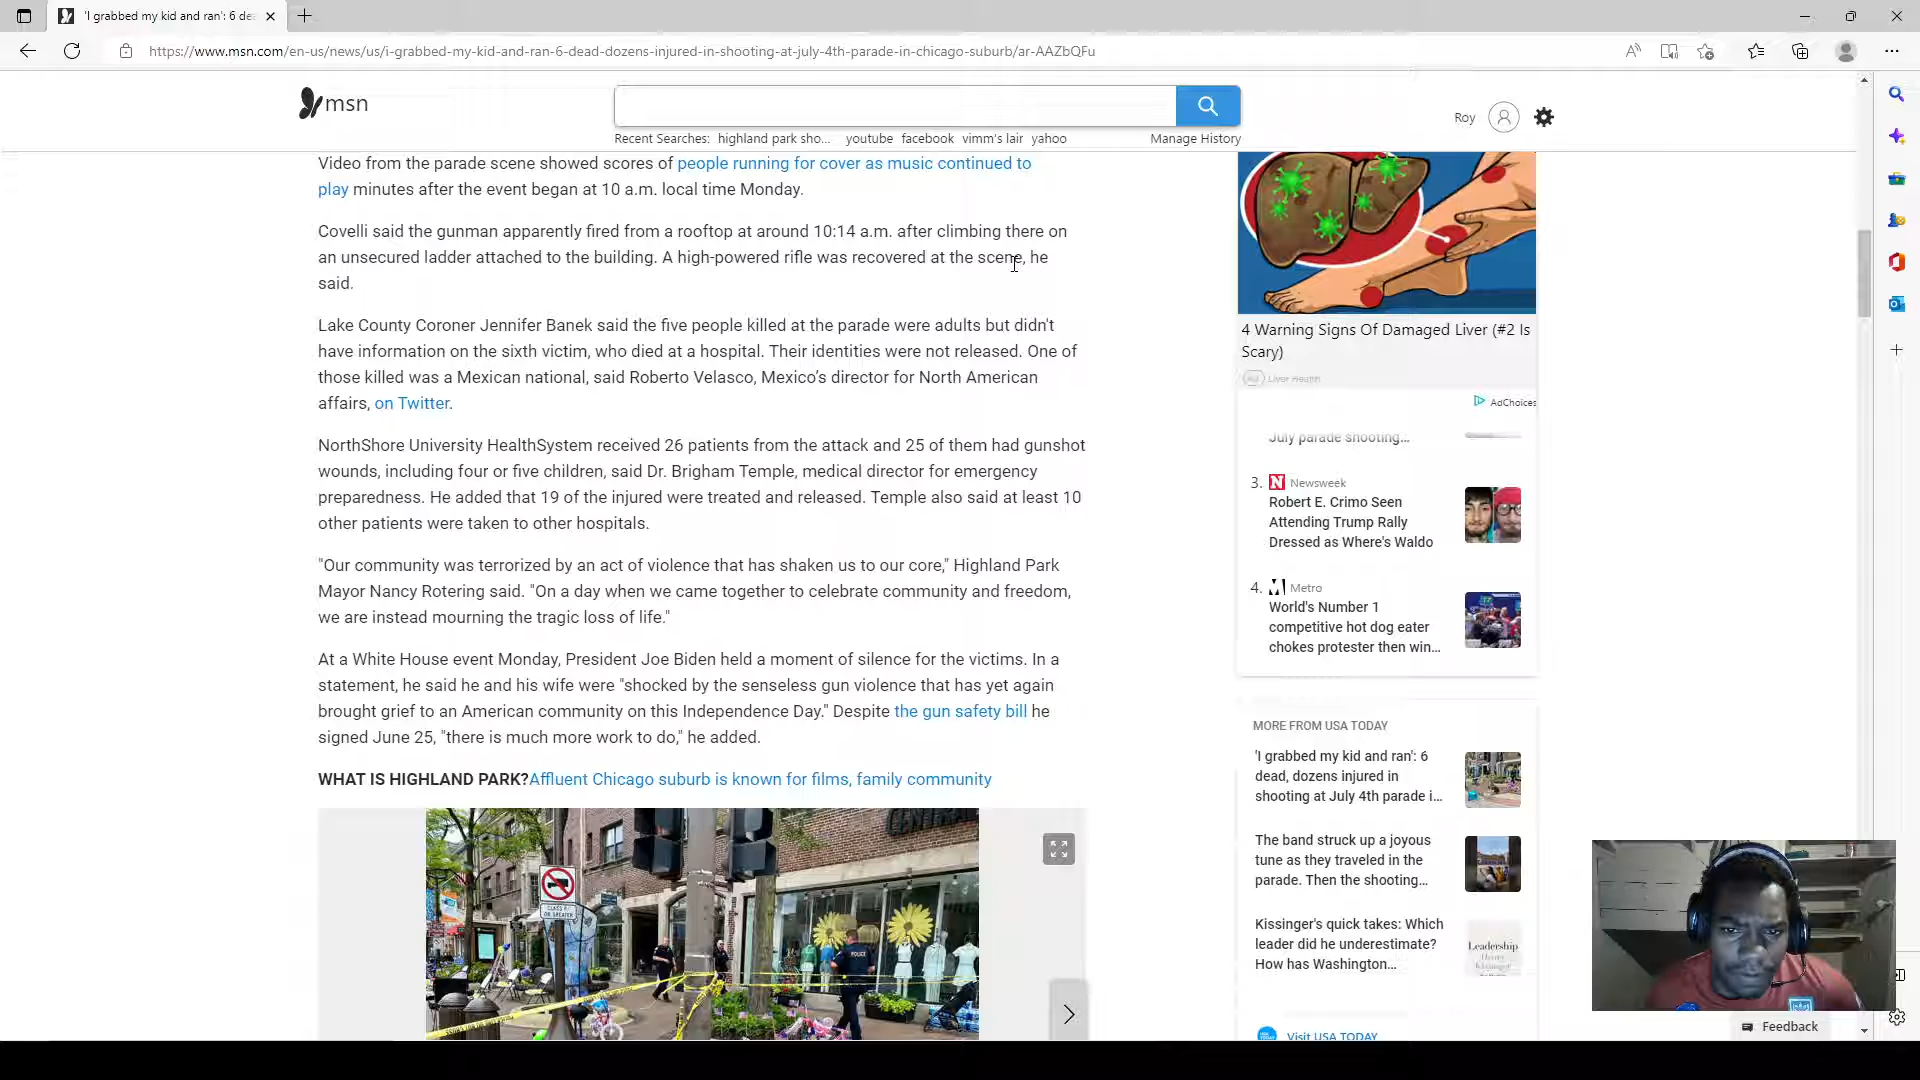 'I grabbed my kid and ran': 6 de
https://www.msn.com/en-us/news/us/i-grabbed-my-kid-and-ran-6-dead-dozens-injured-in-shooting-at-july-4th-parade-in-chicago-suburb/ar-AAZbQFu
msn
Roy
Recent Searches: highland park sho... youtube facebook vimm's lair yahoo Manage History
Video from the parade scene showed scores of people running for cover as music continued to
play minutes after the event began at 10 a.m. local time Monday.
Covelli said the gunman apparently fired from a rooftop at around 10:14 a.m. after climbing there on
an unsecured ladder attached to the building. A high-powered rifle was recovered at the scene, he
said.
Lake County Coroner Jennifer Banek said the five people killed at the parade were adults but didn't
have information on the sixth victim, who died at a hospital. Their identities were not released. One of
those killed was a Mexican national, said Roberto Velasco, Mexico's director for North American
affairs, on Twitter.
NorthShore University HealthSystem received 26 patients from the attack and 25 of them had gunshot
wounds, including four or five children, said Dr. Brigham Temple, medical director for emergency
preparedness. He added that 19 of the injured were treated and released. Temple also said at least 10
other patients were taken to other hospitals.
"Our community was terrorized by an act of violence that has shaken us to our core," Highland Park
Mayor Nancy Rotering said. "On a day when we came together to celebrate community and freedom,
we are instead mourning the tragic loss of life."
At a White House event Monday, President Joe Biden held a moment of silence for the victims. In a
statement, he said he and his wife were "shocked by the senseless gun violence that has yet again
brought grief to an American community on this Independence Day." Despite the gun safety bill he
signed June 25, "there is much more work to do," he added.
WHAT IS HIGHLAND PARK?Affluent Chicago suburb is known for films, family community
CENTRA
POLICE
4 Warning Signs Of Damaged Liver (#2 Is
Scary)
Ad Liver Health
AdChoices
July parade shooting...
3. N Newsweek
Robert E. Crimo Seen
Attending Trump Rally
Dressed as Where's Waldo
4. Metro
World's Number 1
competitive hot dog eater
chokes protester then win...
MORE FROM USA TODAY
'I grabbed my kid and ran': 6
dead, dozens injured in
shooting at July 4th parade i...
The band struck up a joyous
tune as they traveled in the
parade. Then the shooting...
Kissinger's quick takes: Which
leader did he underestimate?
How has Washington...
Leadership
Visit USA TODAY
Feedback